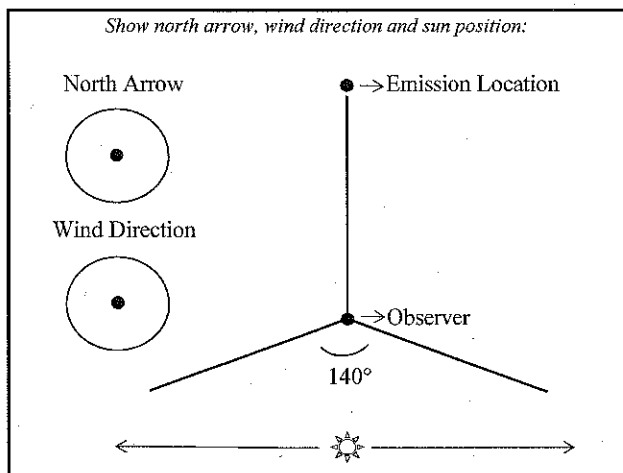 Show north arrow, wind direction and sun position:
North Arrow
Emission Location
Wind Direction
Observer
140°